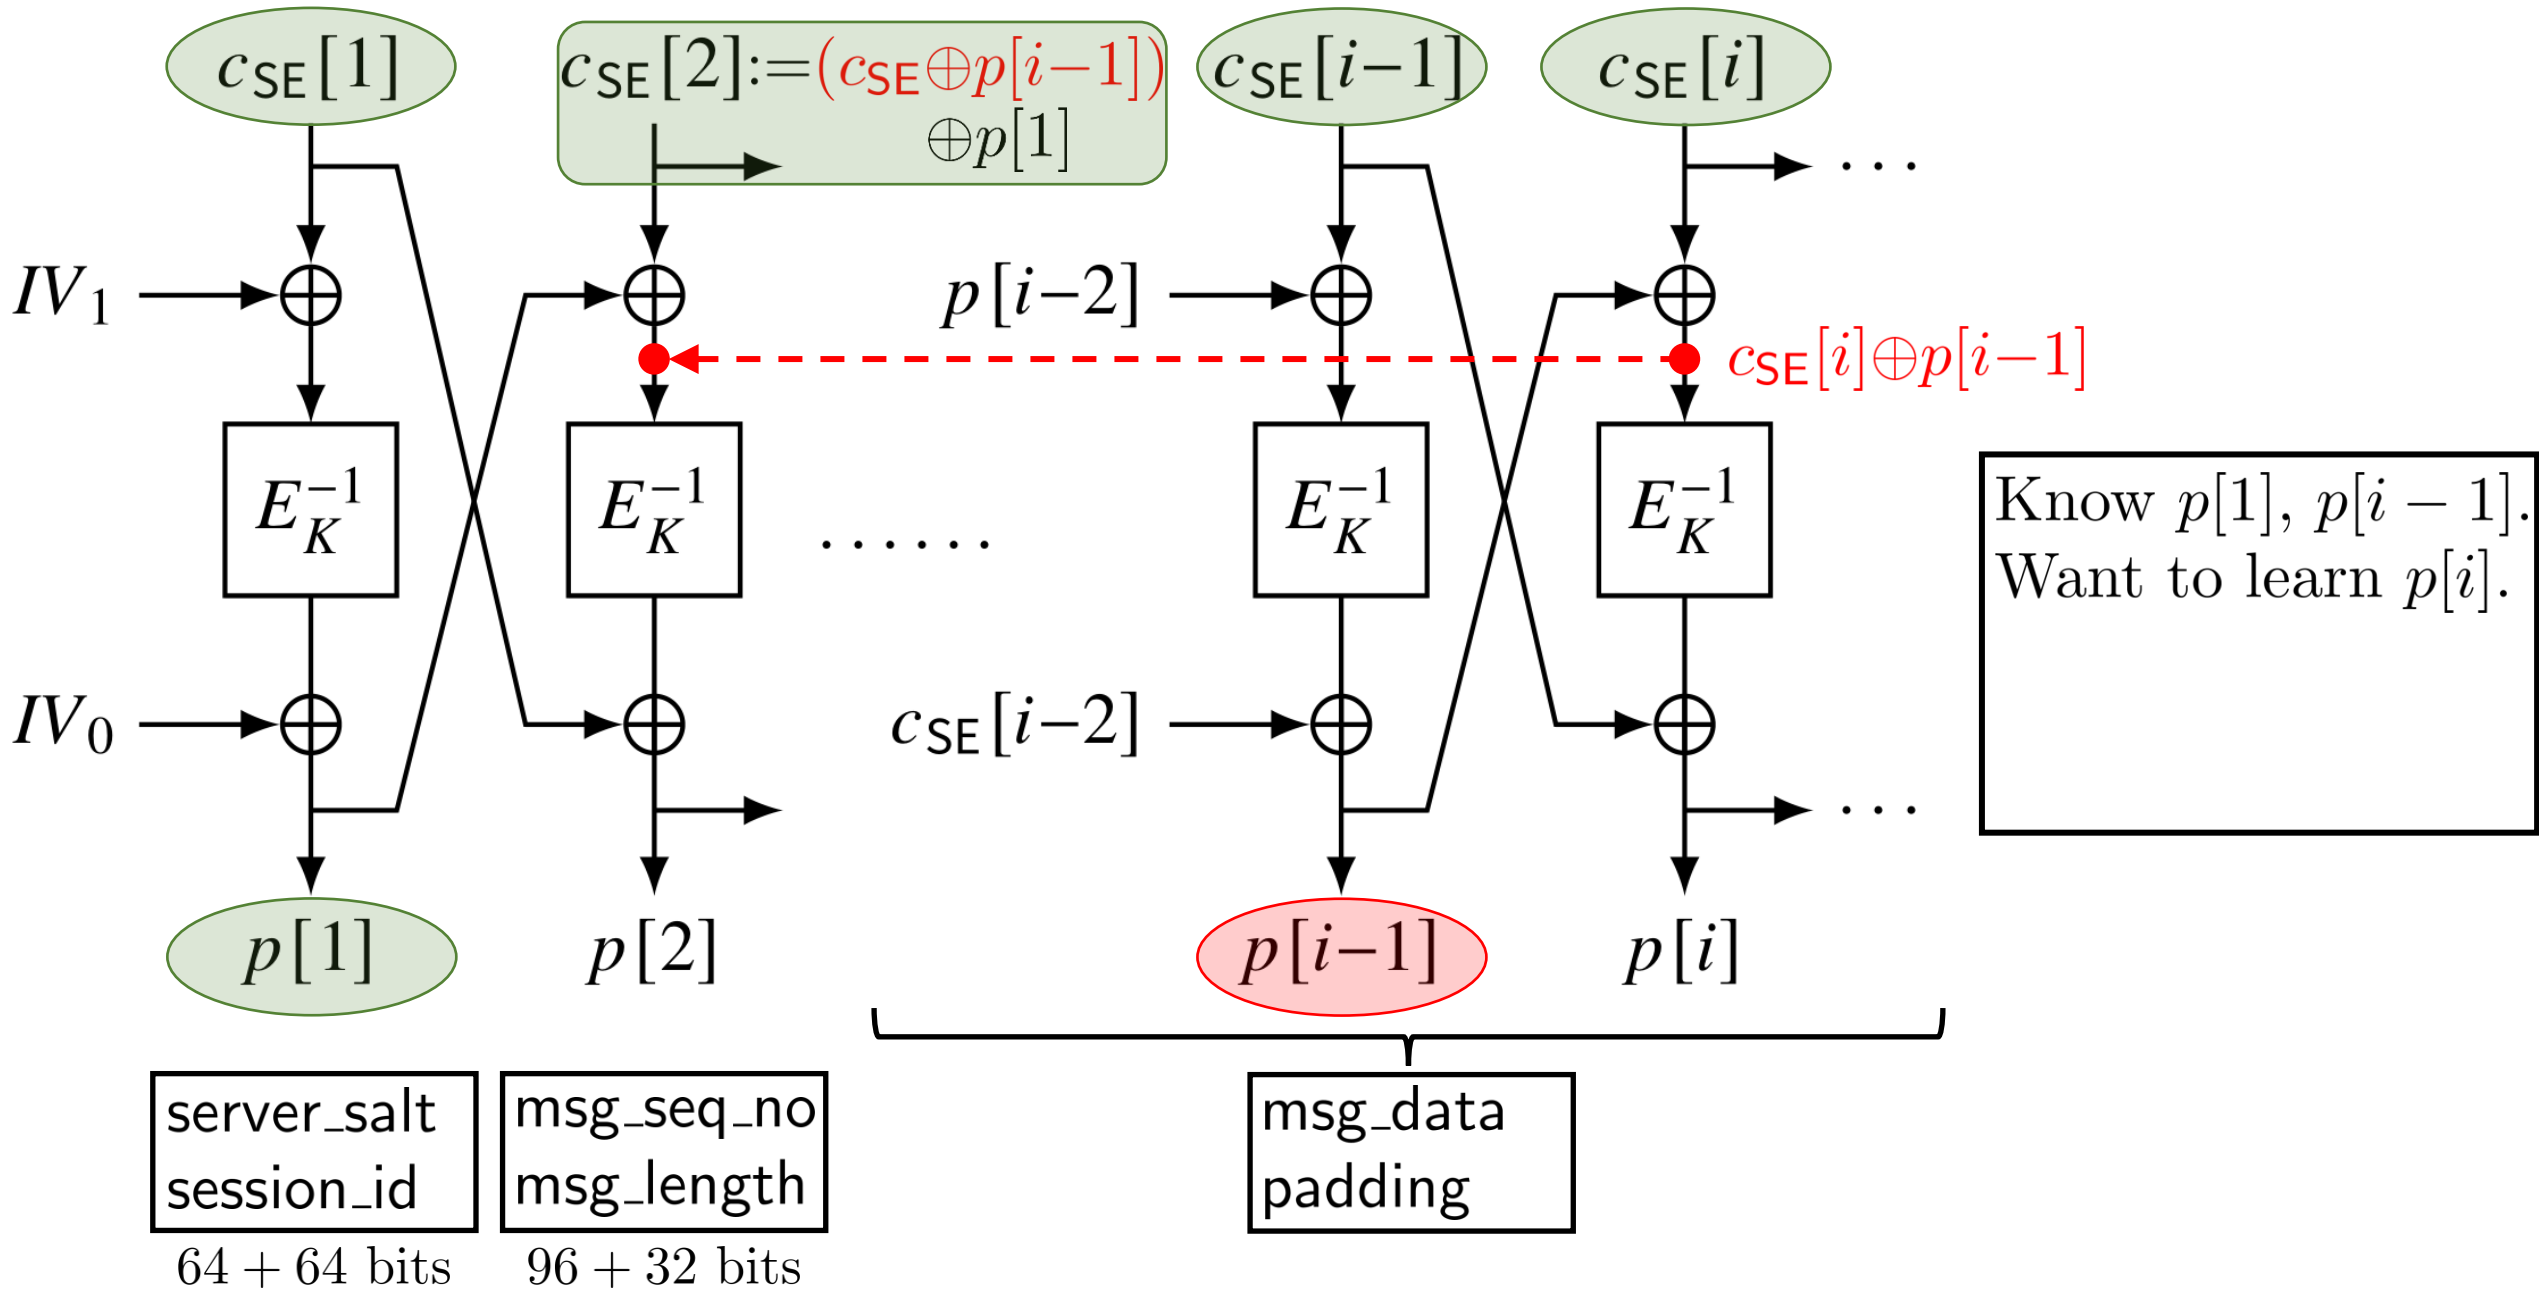 c_SE[1]
c_SE[2]:=(c_SE⊕p[i−1])
⊕p[1]
c_SE[i−1]
c_SE[i]
· · ·
IV_1
p[i−2]
c_SE[i]⊕p[i−1]
E_K^{−1}
E_K^{−1}
· · · · · ·
E_K^{−1}
E_K^{−1}
Know p[1], p[i − 1].
Want to learn p[i].
IV_0
c_SE[i−2]
· · ·
p[1]
p[2]
p[i−1]
p[i]
server_salt
session_id
64 + 64 bits
msg_seq_no
msg_length
96 + 32 bits
msg_data
padding